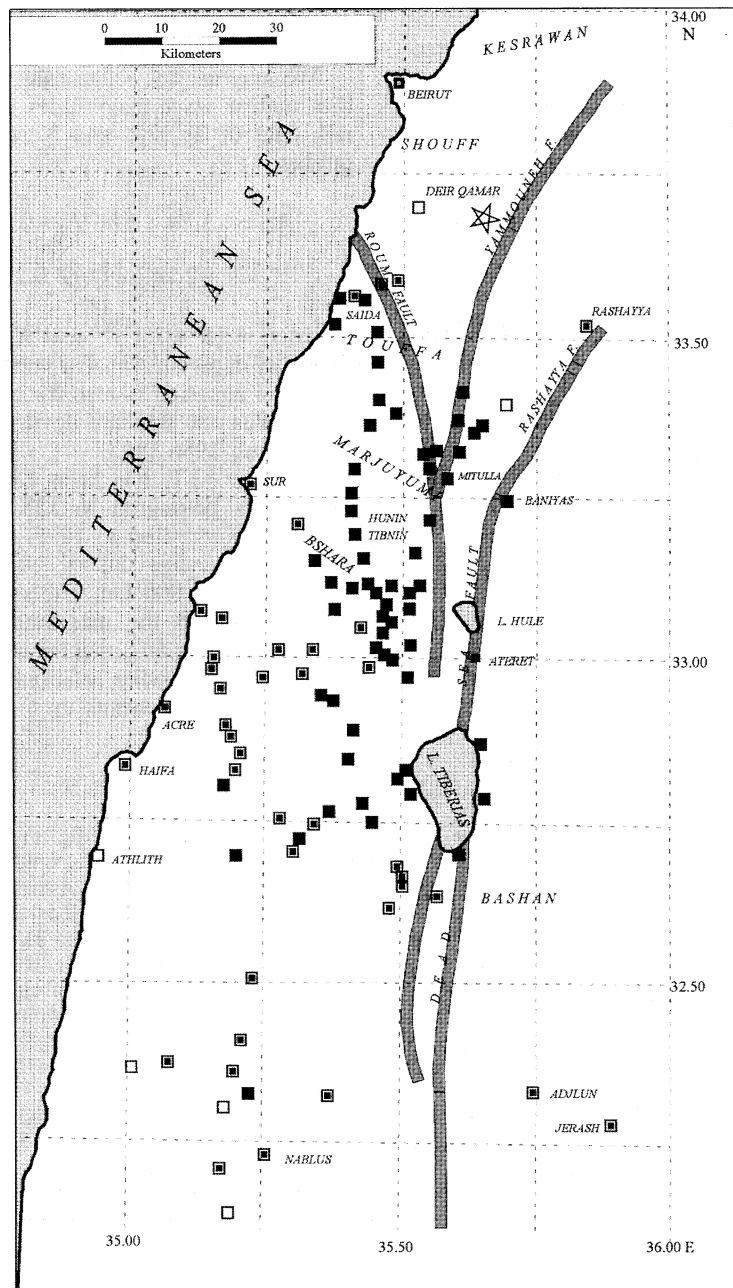 34.00
0 10 20 30
Kilometers
N
KESRAWAN
BEIRUT
SHOUFF
MEDITERRANEAN SEA
DEIR QAMAR
YAMMOUNEH F.
ROUM FAULT
SAIDA
RASHAYYA
33.50
TOUFFA
RASHAYYA F.
MARJUYUM
MITULLA
SUR
BANIYAS
HUNIN
TIBNIN
BSHARA
L. HULE
33.00
ATERET
ACRE
HAIFA
L. TIBERIAS
ATHLITH
BASHAN
DEAD SEA FAULT
32.50
ADJLUN
JERASH
NABLUS
35.00
35.50
36.00 E